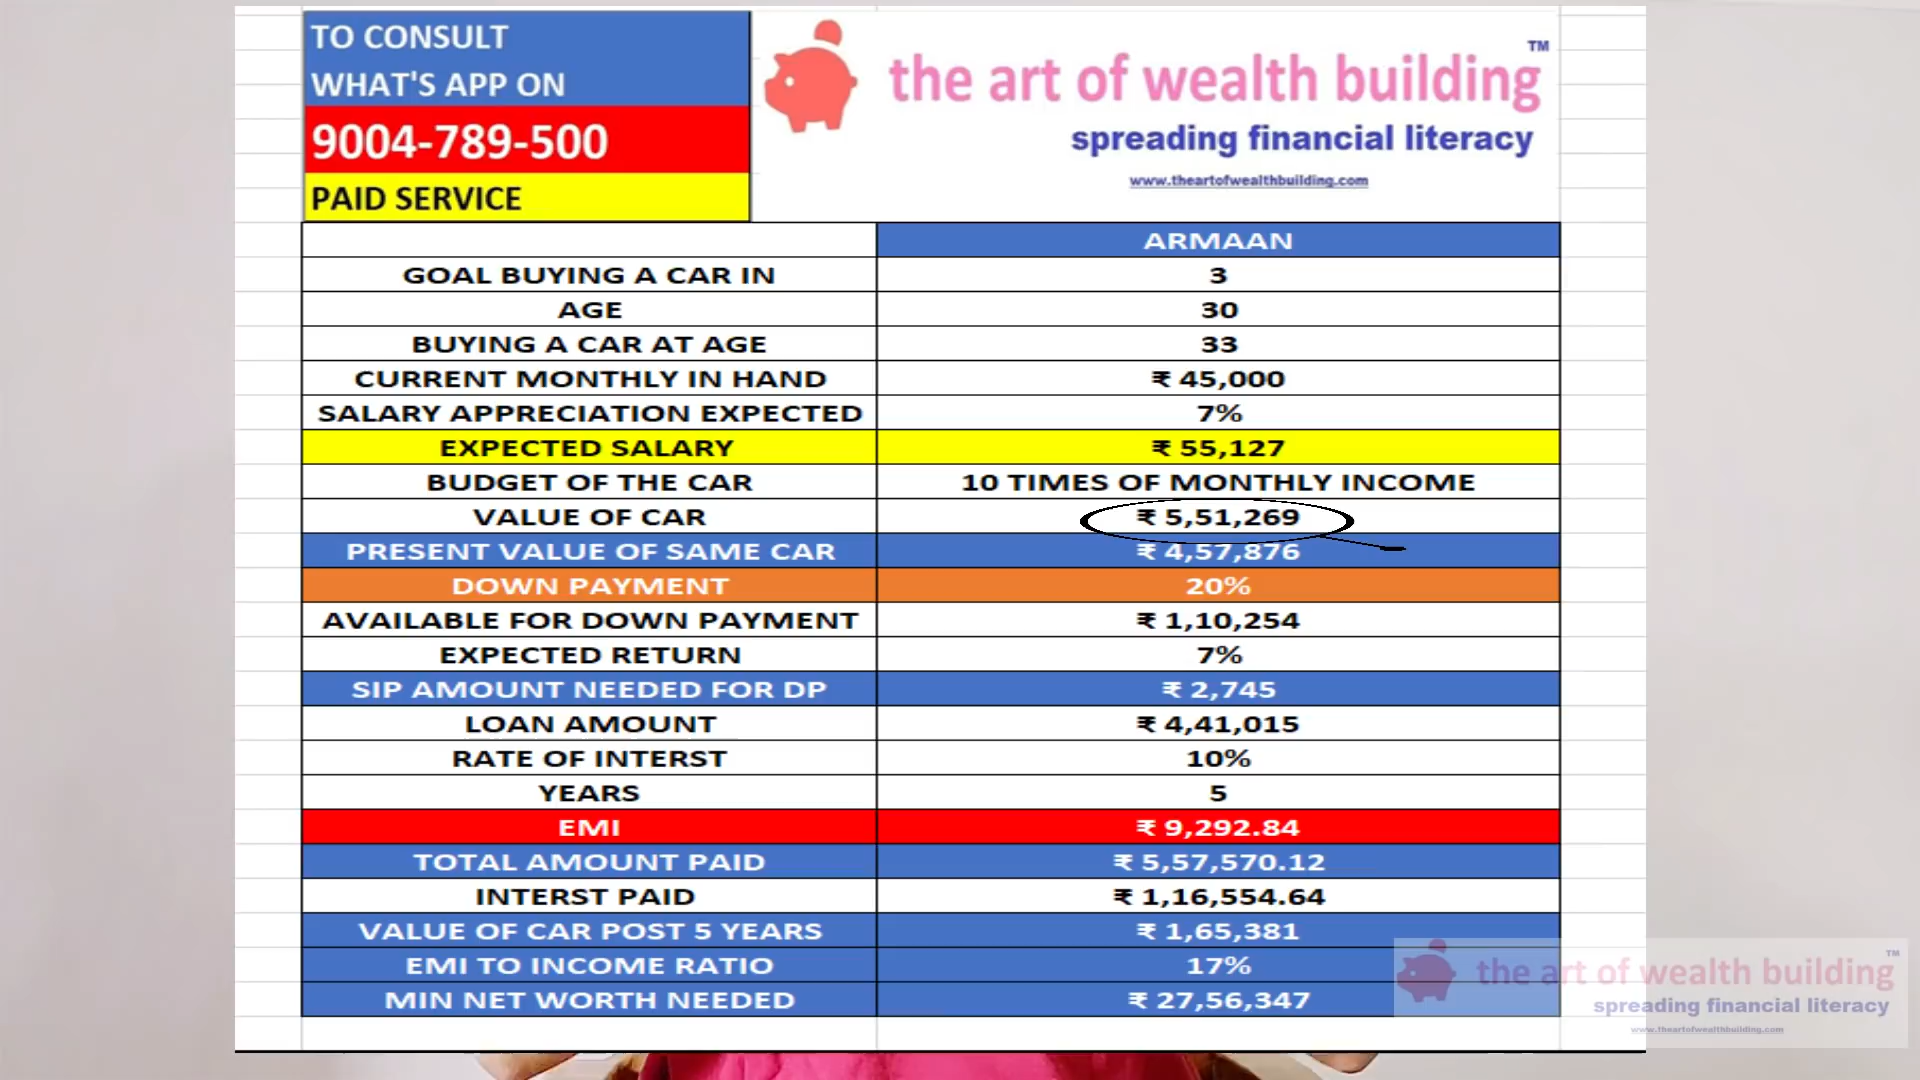 TO CONSULT
WHAT'S APP ON
9004-789-500
PAID SERVICE
the art of wealth building™
spreading financial literacy
www.theartofwealthbuilding.com
ARMAAN
GOAL BUYING A CAR IN 3
AGE 30
BUYING A CAR AT AGE 33
CURRENT MONTHLY IN HAND ₹ 45,000
SALARY APPRECIATION EXPECTED 7%
EXPECTED SALARY ₹ 55,127
BUDGET OF THE CAR 10 TIMES OF MONTHLY INCOME
VALUE OF CAR ₹ 5,51,269
PRESENT VALUE OF SAME CAR ₹ 4,57,876
DOWN PAYMENT 20%
AVAILABLE FOR DOWN PAYMENT ₹ 1,10,254
EXPECTED RETURN 7%
SIP AMOUNT NEEDED FOR DP ₹ 2,745
LOAN AMOUNT ₹ 4,41,015
RATE OF INTERST 10%
YEARS 5
EMI ₹ 9,292.84
TOTAL AMOUNT PAID ₹ 5,57,570.12
INTERST PAID ₹ 1,16,554.64
VALUE OF CAR POST 5 YEARS ₹ 1,65,381
EMI TO INCOME RATIO 17%
MIN NET WORTH NEEDED ₹ 27,56,347
the art of wealth building™
spreading financial literacy
www.theartofwealthbuilding.com